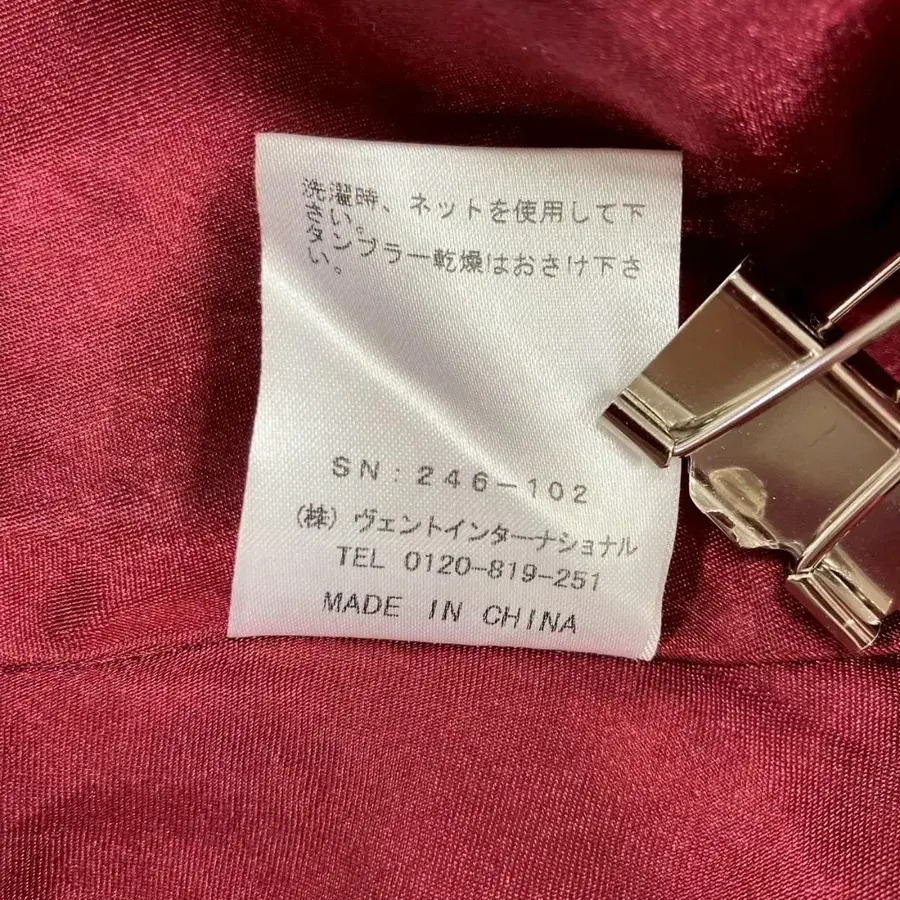 洗濯時、ネットを使用して下
さい。
タンブラー乾燥はおさけ下さ
い。
SN:246-102
(株)ヴェントインターナショナル
TEL 0120-819-251
MADE IN CHINA